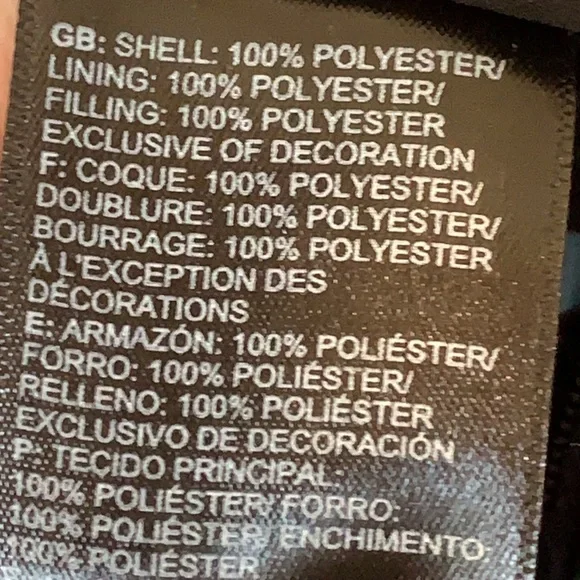 GB: SHELL: 100% POLYESTER/
LINING: 100% POLYESTER/
FILLING: 100% POLYESTER
EXCLUSIVE OF DECORATION
F: COQUE: 100% POLYESTER/
DOUBLURE: 100% POLYESTER/
BOURRAGE: 100% POLYESTER
À L'EXCEPTION DES
DÉCORATIONS
E: ARMAZÓN: 100% POLIÉSTER/
FORRO: 100% POLIÉSTER/
RELLENO: 100% POLIÉSTER
EXCLUSIVO DE DECORACIÓN
P: TECIDO PRINCIPAL:
100% POLIÉSTER/ FORRO:
100% POLIÉSTER/ ENCHIMENTO:
100% POLIÉSTER